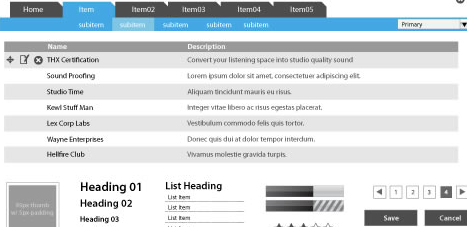 Home Item Item02 Item03 Item04 Item05
subitem subitem subitem subitem subitem Primary
Name Description
THX Certification Convert your listening space into studio quality sound
Sound Proofing Lorem ipsum dolor sit amet, consectetuer adipiscing elit.
Studio Time Aliquam tincidunt mauris eu risus.
Kewl Stuff Man Integer vitae libero ac risus egestas placerat.
Lex Corp Labs Vestibulum commodo felis quis tortor.
Wayne Enterprises Donec quis dui at dolor tempor interdum.
Hellfire Club Vivamus molestie gravida turpis.
Heading 01 List Heading
List Item
1 2 3 4
55px thumb
w/ 5px padding
Heading 02 List Item
List Item
Heading 03 List Item
Save Cancel